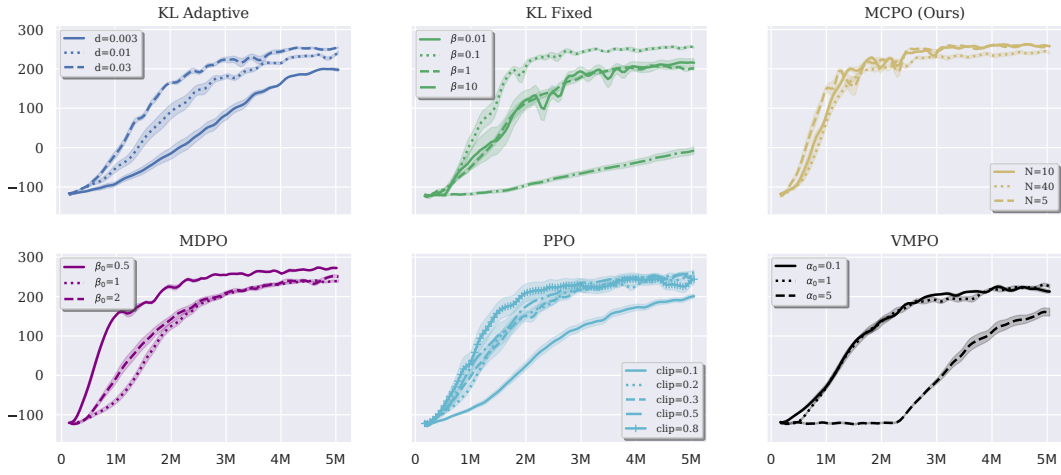 KL Adaptive
KL Fixed
MCPO (Ours)
300
200
100
0
−100
d=0.003
d=0.01
d=0.03
β=0.01
β=0.1
β=1
β=10
N=10
N=40
N=5
MDPO
PPO
VMPO
300
200
100
0
−100
β₀=0.5
β₀=1
β₀=2
clip=0.1
clip=0.2
clip=0.3
clip=0.5
clip=0.8
α₀=0.1
α₀=1
α₀=5
0 1M 2M 3M 4M 5M
0 1M 2M 3M 4M 5M
0 1M 2M 3M 4M 5M